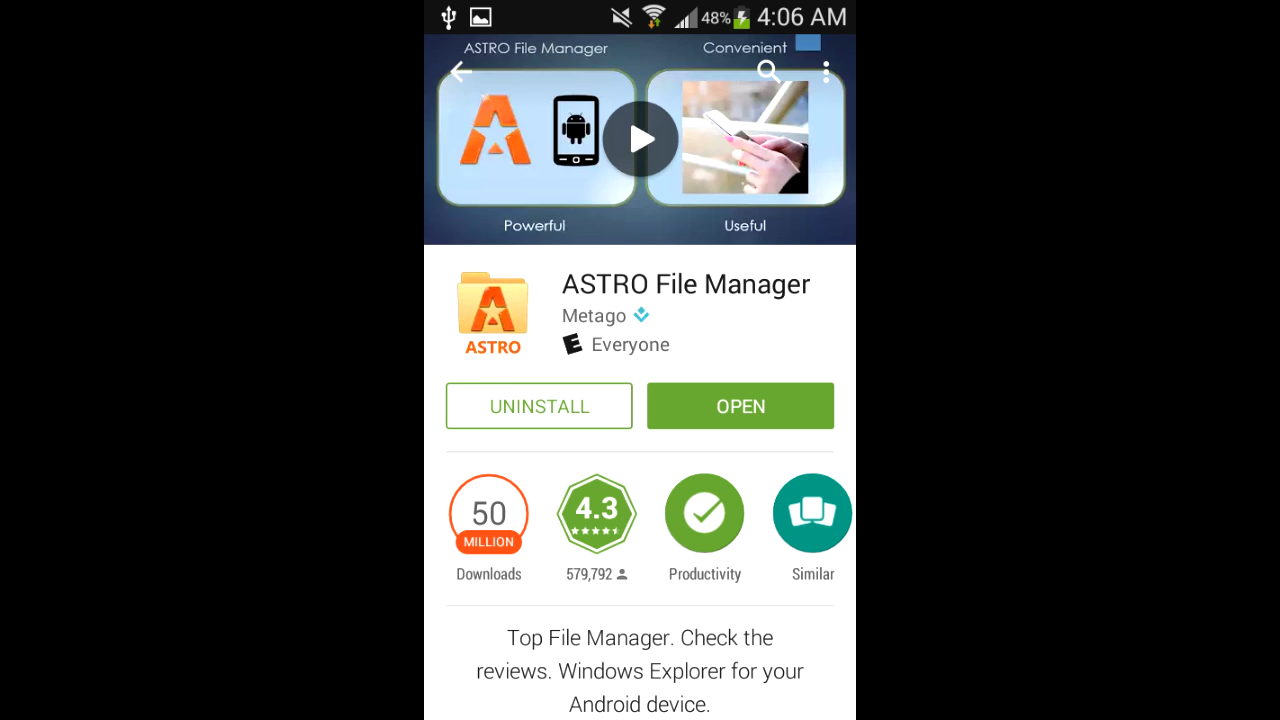 48% 4:06 AM
ASTRO File Manager Convenient
Powerful Useful
ASTRO File Manager
Metago
ASTRO
E Everyone
UNINSTALL OPEN
50 4.3
MILLION
Downloads 579,792 Productivity Similar
Top File Manager. Check the
reviews. Windows Explorer for your
Android device.